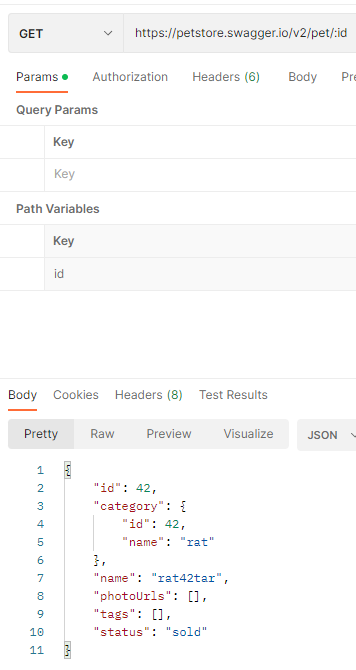 GET https://petstore.swagger.io/v2/pet/:id
Params Authorization Headers (6) Body Pre
Query Params
Key
Key
Path Variables
Key
id
Body Cookies Headers (8) Test Results
Pretty Raw Preview Visualize JSON
1 {
2 "id": 42,
3 "category": {
4 "id": 42,
5 "name": "rat"
6 },
7 "name": "rat42tar",
8 "photoUrls": [],
9 "tags": [],
10 "status": "sold"
11 }